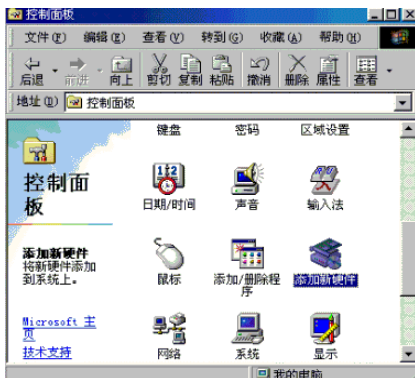 控制面板
文件(F) 编辑(E) 查看(V) 转到(G) 收藏(A) 帮助(H)
后退 前进 向上 剪切 复制 粘贴 撤消 删除 属性 查看
地址(D) 控制面板
键盘 密码 区域设置
控制面
板
日期/时间 声音 输入法
添加新硬件
将新硬件添加
到系统上。
鼠标 添加/删除程
序 添加新硬件
Microsoft 主
页
技术支持
网络 系统 显示
我的电脑